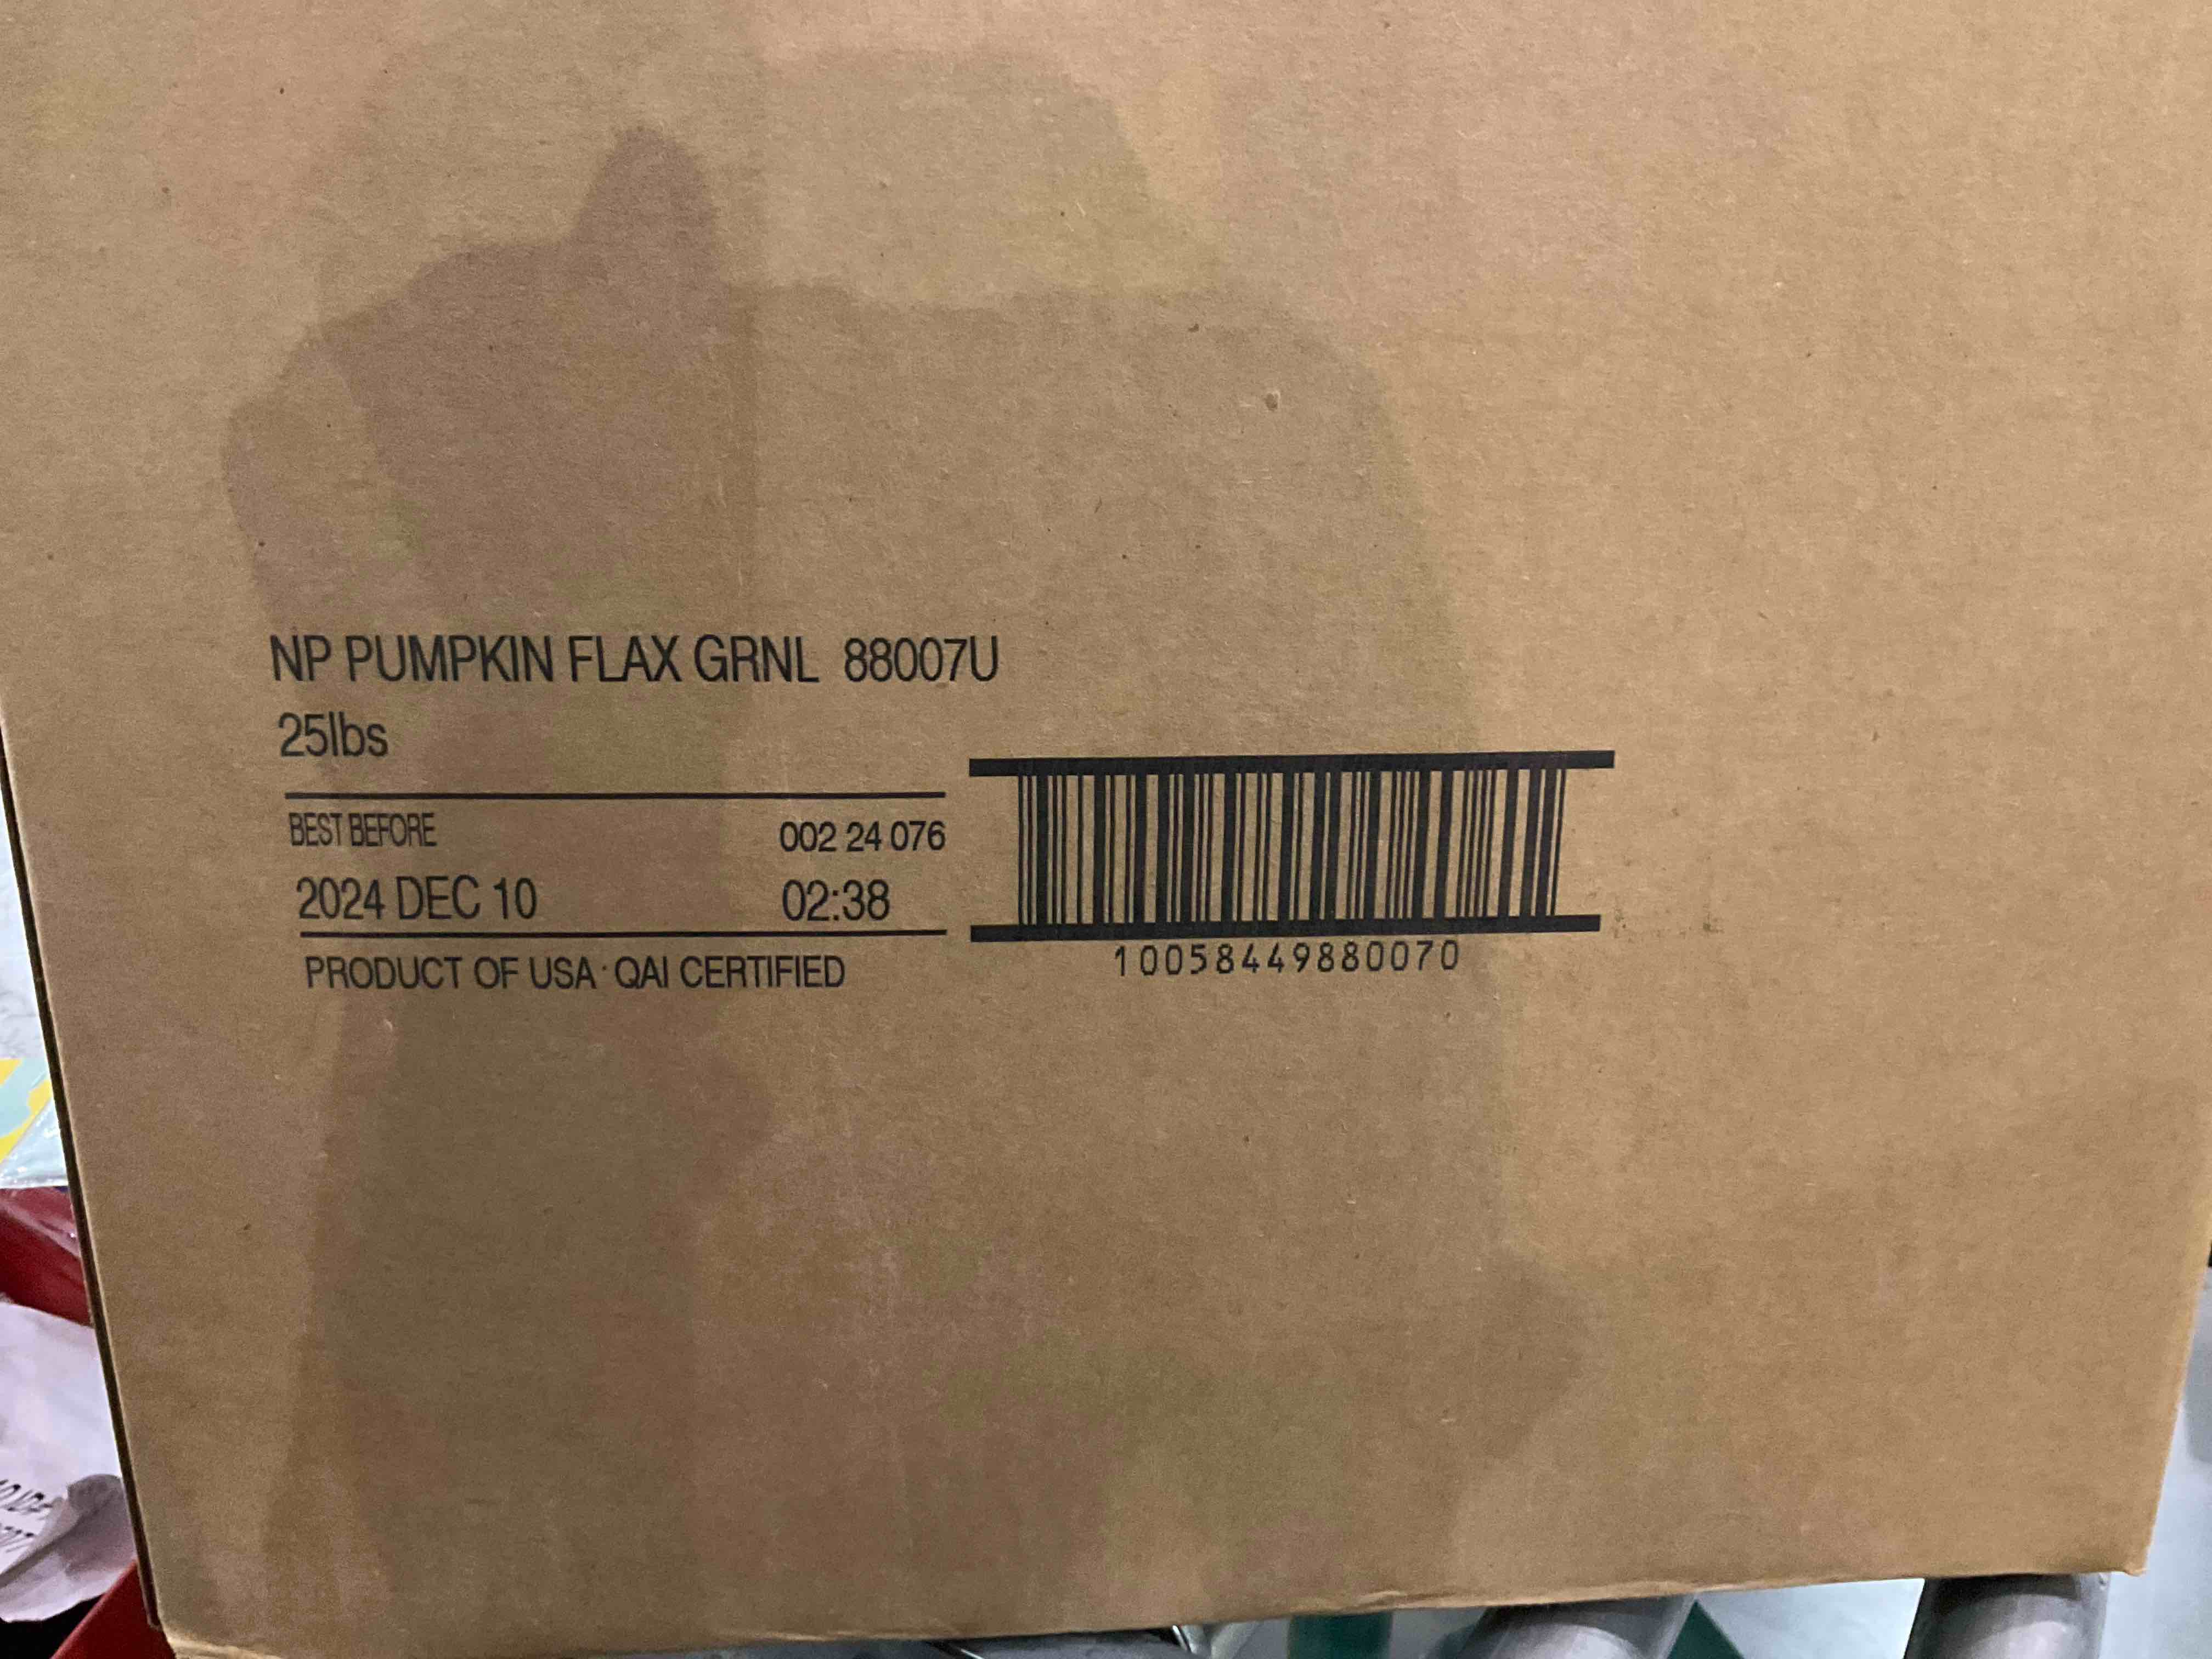 NP PUMPKIN FLAX GRNL 88007U
25lbs
BEST BEFORE 002 24 076
2024 DEC 10 02:38
PRODUCT OF USA · QAI CERTIFIED
10058449880070